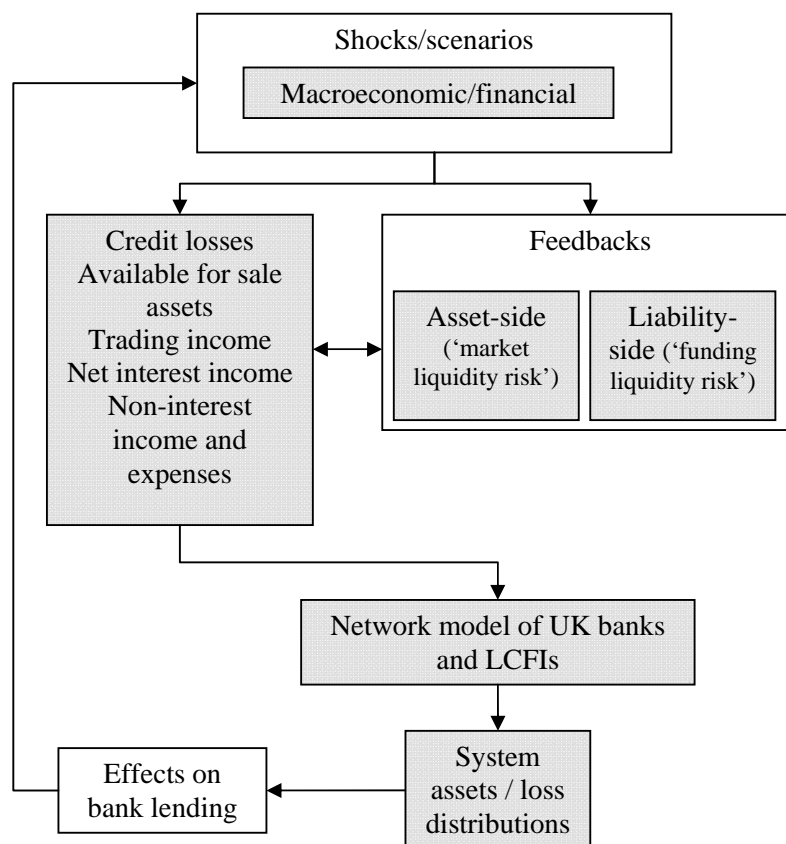 Shocks/scenarios
Macroeconomic/financial
Credit losses
Available for sale
assets
Trading income
Net interest income
Non-interest
income and
expenses
Feedbacks
Asset-side
(‘market
liquidity risk’)
Liability-
side (‘funding
liquidity risk’)
Network model of UK banks
and LCFIs
System
assets / loss
distributions
Effects on
bank lending